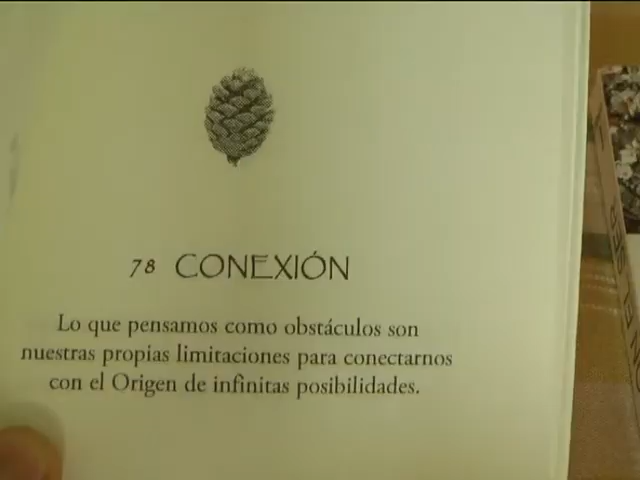 78 CONEXIÓN
Lo que pensamos como obstáculos son
nuestras propias limitaciones para conectarnos
con el Origen de infinitas posibilidades.